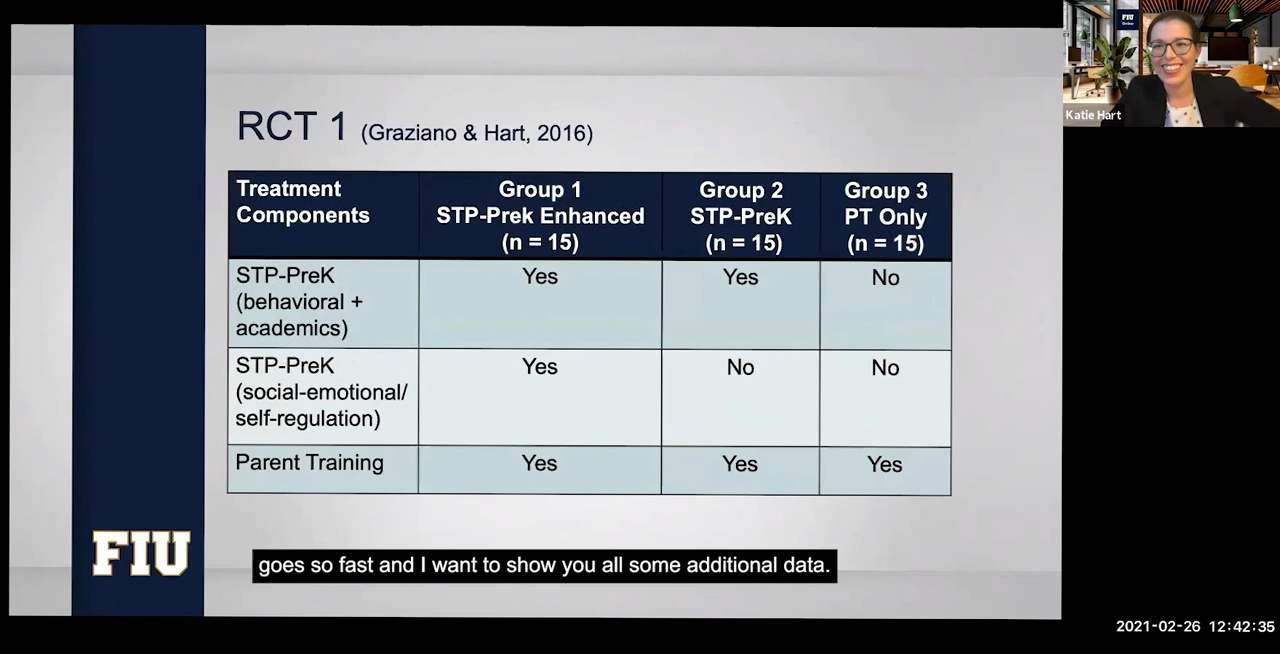 FIU
Katie Hart
RCT 1 (Graziano & Hart, 2016)
Treatment
Components
Group 1
STP-Prek Enhanced
(n = 15)
Group 2
STP-PreK
(n = 15)
Group 3
PT Only
(n = 15)
STP-PreK
(behavioral +
academics)
Yes
Yes
No
STP-PreK
(social-emotional/
self-regulation)
Yes
No
No
Parent Training
Yes
Yes
Yes
FIU
goes so fast and I want to show you all some additional data.
2021-02-26 12:42:35